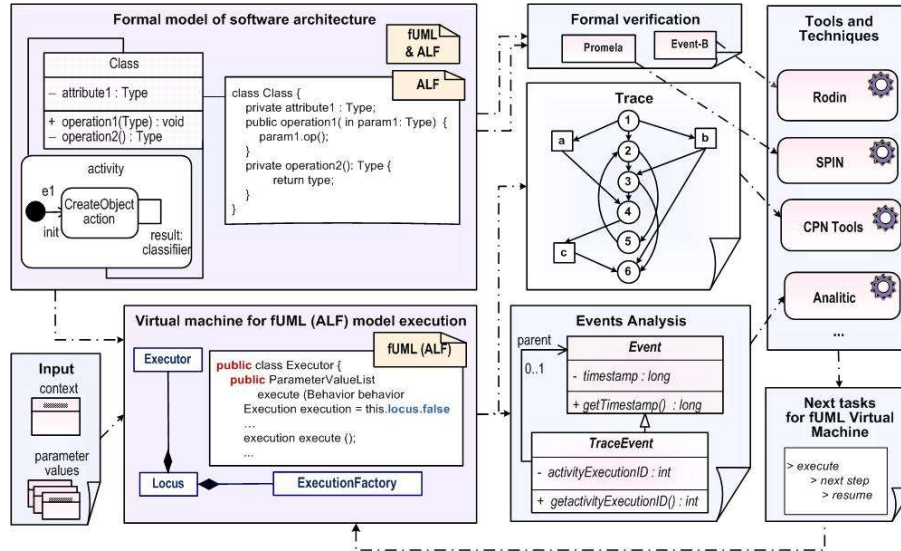 Formal model of software architecture
fUML
& ALF
Class
– attribute1 : Type
+ operation1(Type) : void
– operation2() : Type
ALF
class Class {
private attribute1 : Type;
public operation1( in param1: Type) {
param1.op();
}
private operation2(): Type {
return type;
}
}
activity
e1
CreateObject
action
init
result:
classifiier
Formal verification
Promela
Event-B
Trace
1
a
b
2
3
4
5
c
6
Tools and
Techniques
Rodin
SPIN
CPN Tools
Analitic
...
Input
context
parameter
values
Virtual machine for fUML (ALF) model execution
fUML (ALF)
Executor
public class Executor {
public ParameterValueList
execute (Behavior behavior
Execution execution = this.locus.false
...
execution execute ();
...
Locus
ExecutionFactory
Events Analysis
parent
0..1
Event
- timestamp : long
+ getTimestamp() : long
TraceEvent
- activityExecutionID : int
+ getactivityExecutionID() : int
Next tasks
for fUML Virtual
Machine
> execute
> next step
> resume